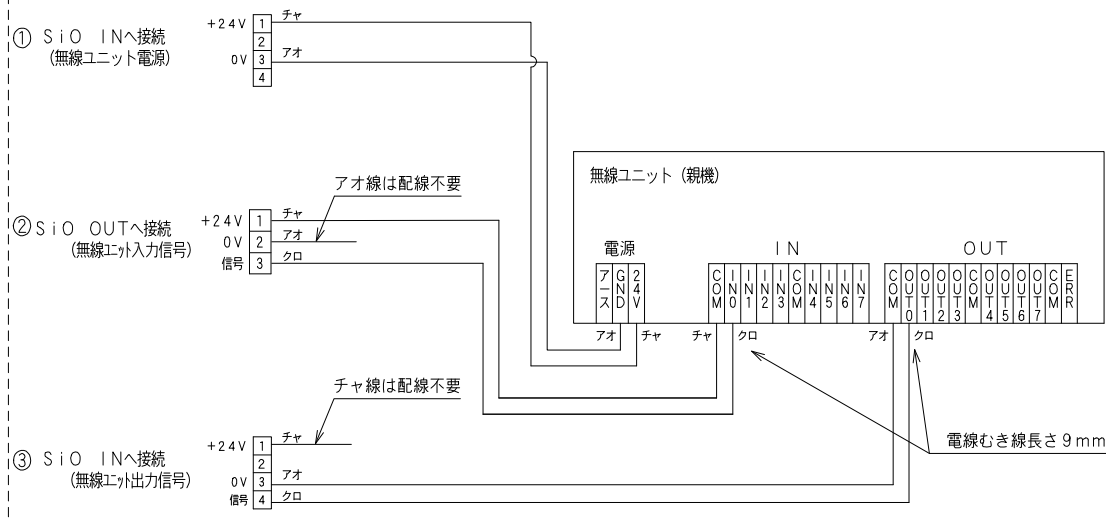 ① SiO INへ接続
(無線ユニット電源)
+24V 1 チャ
2
0V 3 アオ
4
アオ線は配線不要
② SiO OUTへ接続
(無線ユニット入力信号)
+24V 1 チャ
0V 2 アオ
信号 3 クロ
無線ユニット (親機)
電源 IN OUT
アース GND 24V COM IN0 IN1 IN2 IN3 COM IN4 IN5 IN6 IN7 COM OUT0 OUT1 OUT2 OUT3 COM OUT4 OUT5 OUT6 OUT7 COM ERR
アオ チャ チャ クロ アオ クロ
チャ線は配線不要
電線むき線長さ9mm
③ SiO INへ接続
(無線ユニット出力信号)
+24V 1 チャ
2
0V 3 アオ
信号 4 クロ